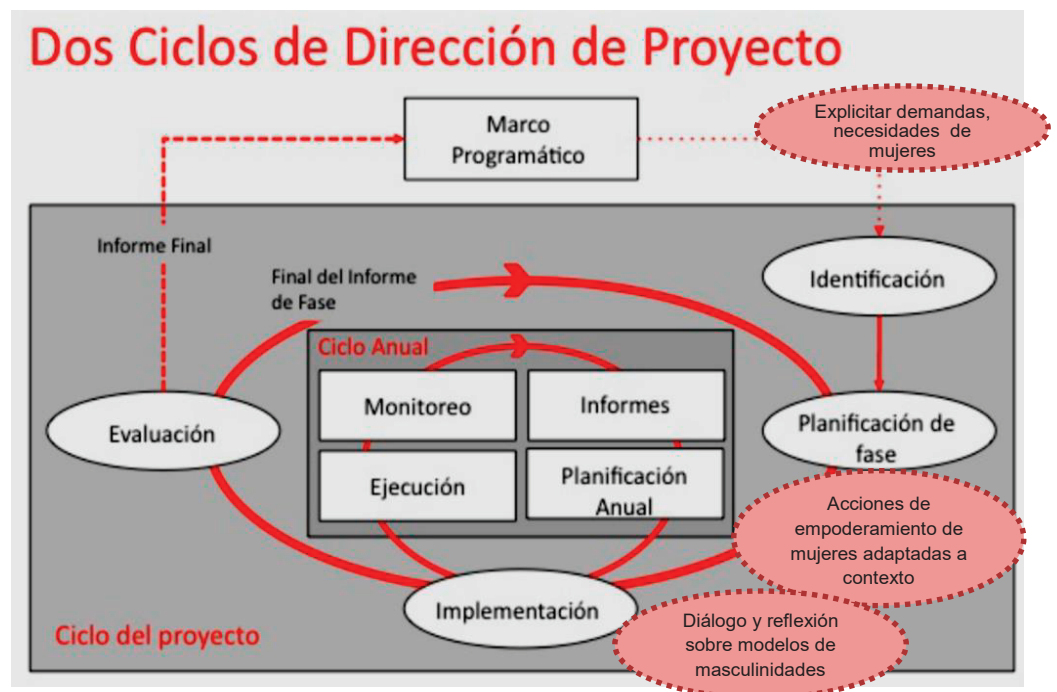 Dos Ciclos de Dirección de Proyecto
Marco
Programático
Explicitar demandas,
necesidades de
mujeres
Informe Final
Identificación
Final del Informe
de Fase
Ciclo Anual
Monitoreo
Informes
Evaluación
Planificación de
fase
Ejecución
Planificación
Anual
Acciones de
empoderamiento de
mujeres adaptadas a
contexto
Implementación
Diálogo y reflexión
sobre modelos de
masculinidades
Ciclo del proyecto